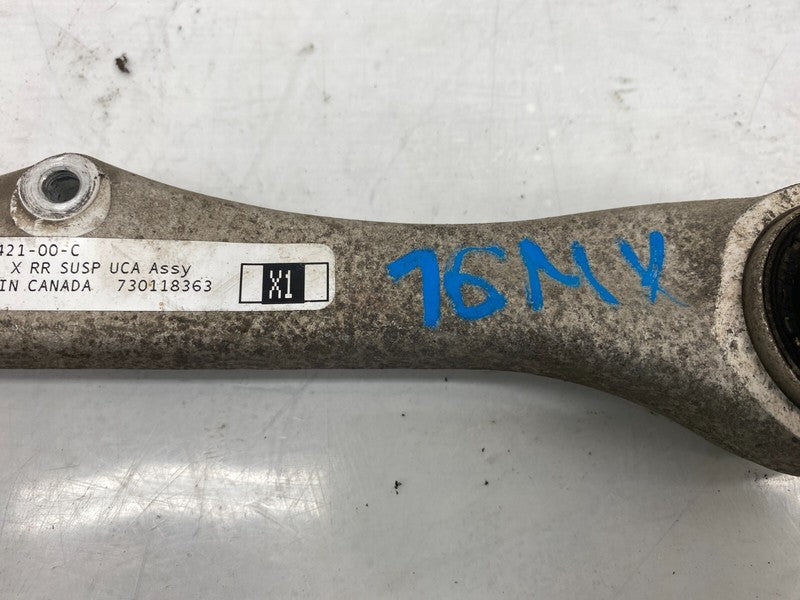 421-00-C
X RR SUSP UCA Assy
IN CANADA 730118363
X1
16MX